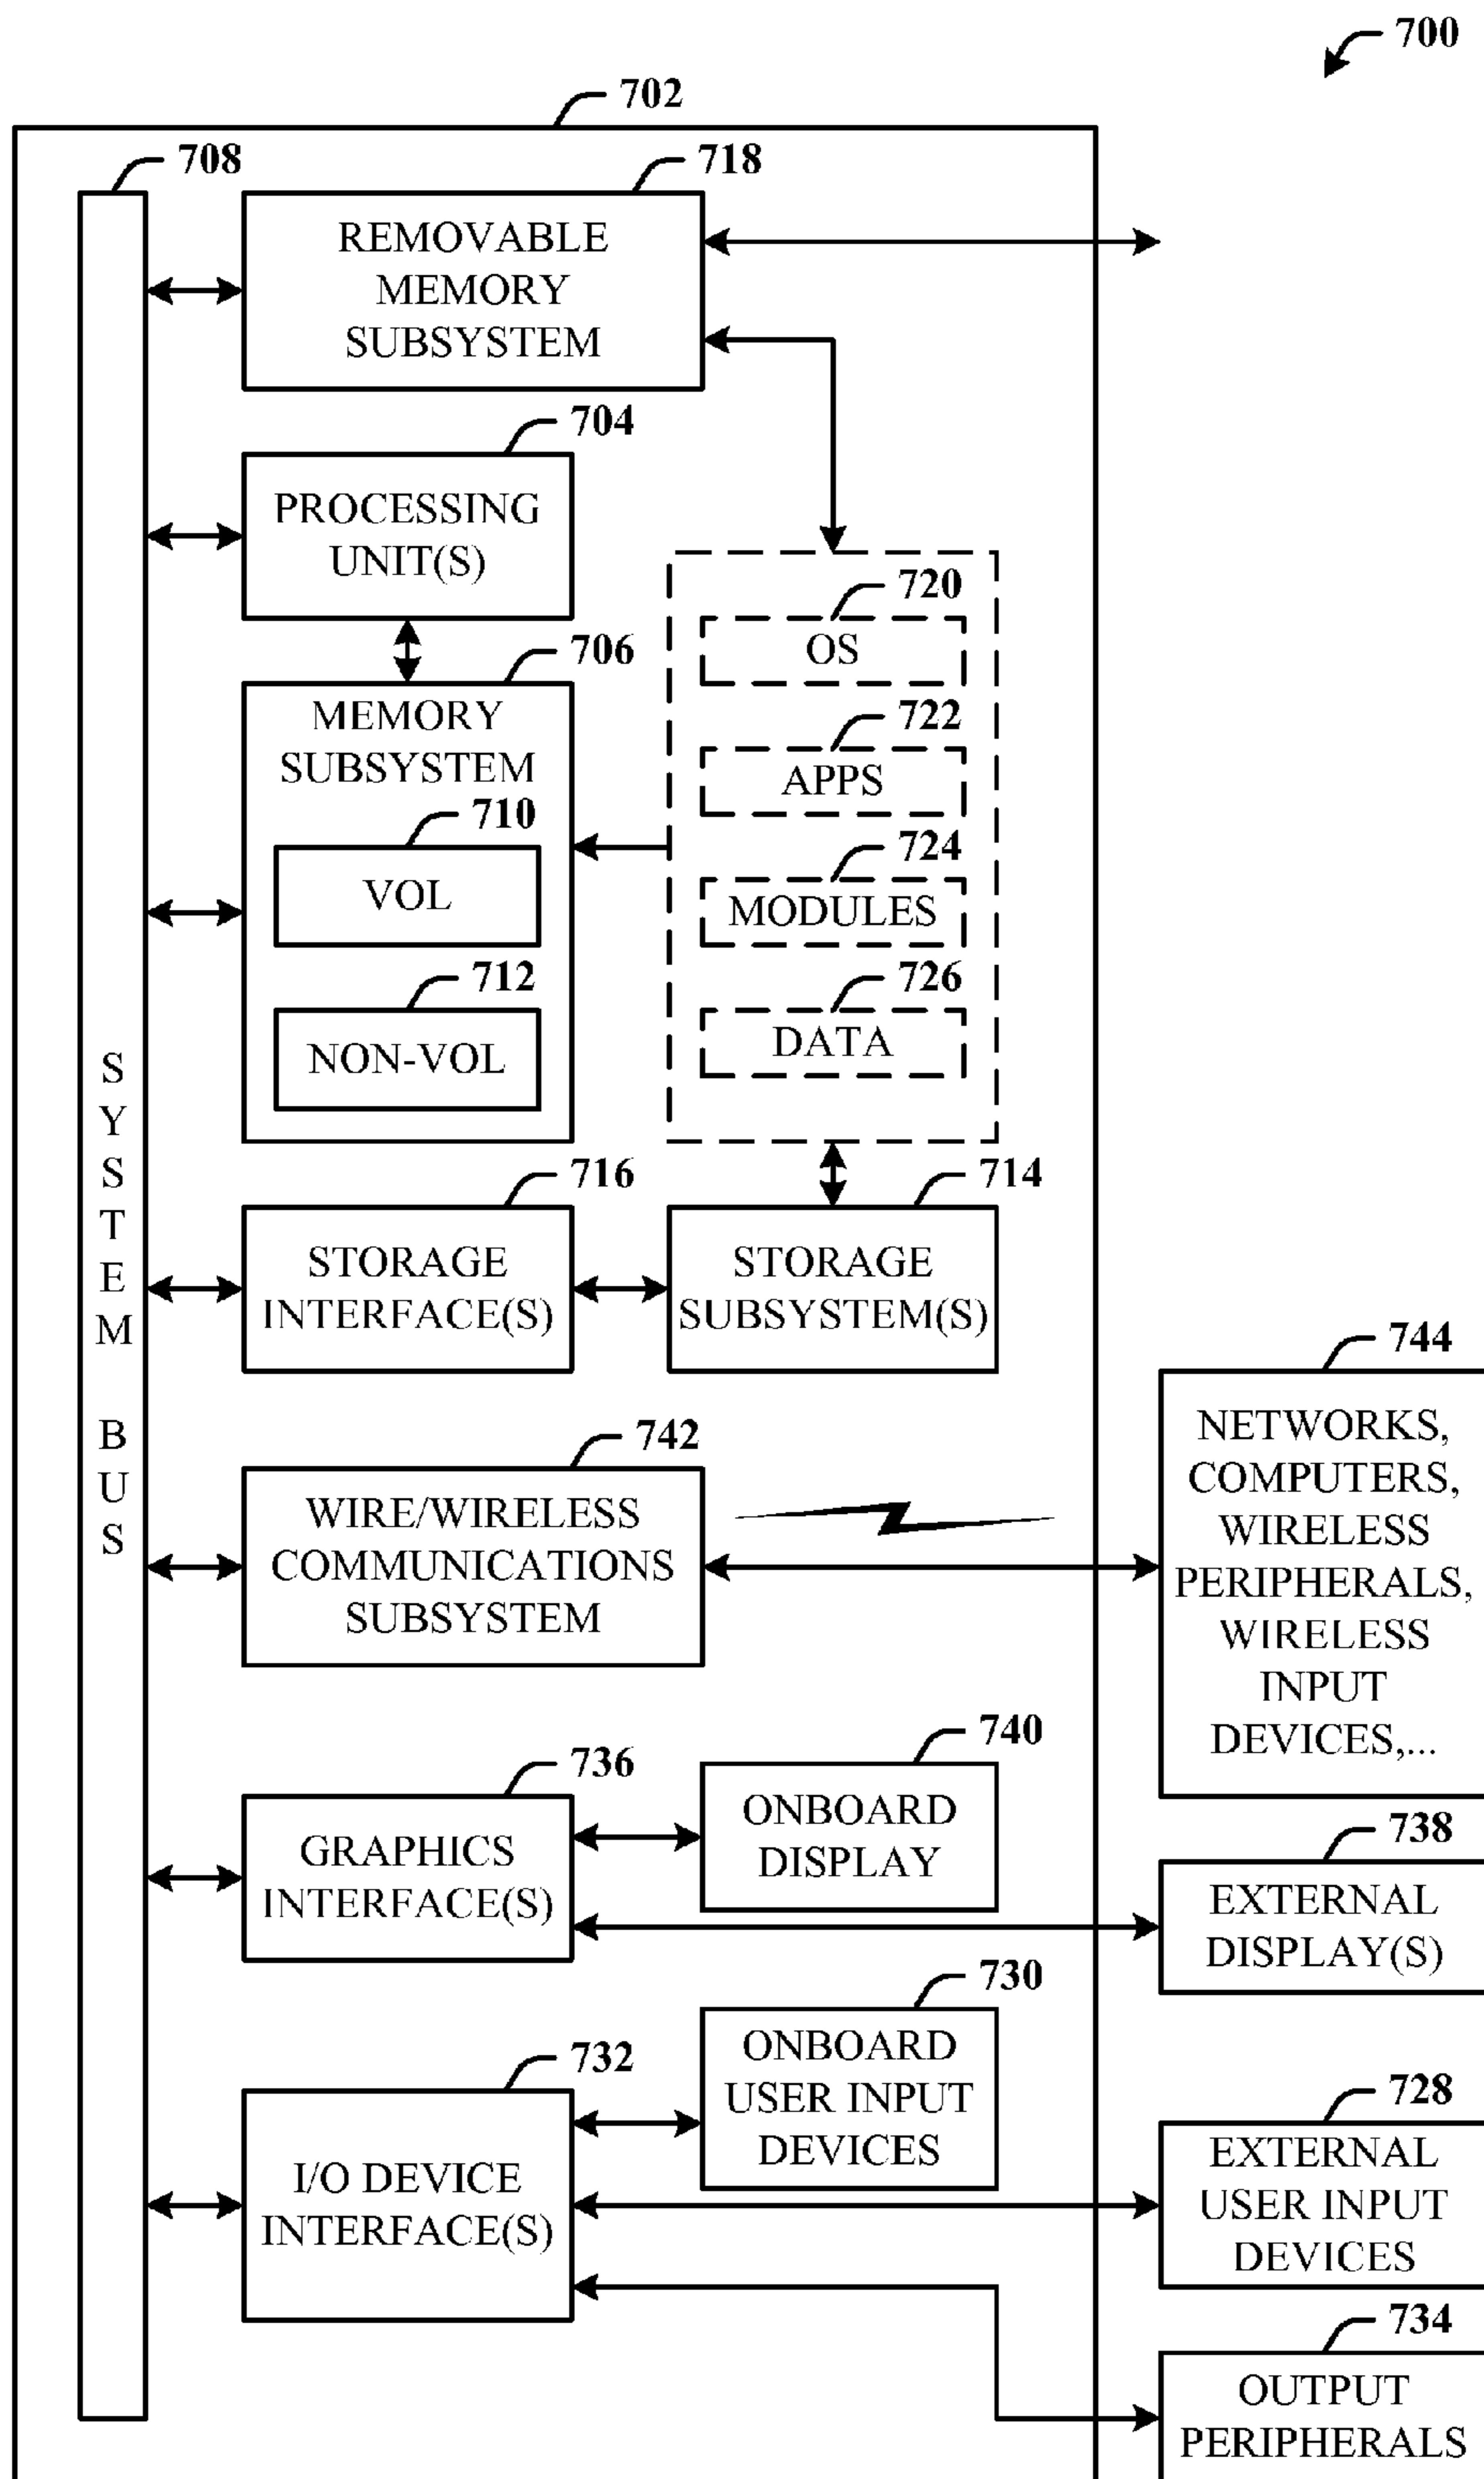 700
702
708
718
REMOVABLE
MEMORY
SUBSYSTEM
704
PROCESSING
UNIT(S)
720
OS
706
MEMORY
SUBSYSTEM
722
APPS
710
VOL
724
MODULES
712
NON-VOL
726
DATA
SYSTEM BUS
716
STORAGE
INTERFACE(S)
714
STORAGE
SUBSYSTEM(S)
744
NETWORKS,
COMPUTERS,
WIRELESS
PERIPHERALS,
WIRELESS
INPUT
DEVICES,...
742
WIRE/WIRELESS
COMMUNICATIONS
SUBSYSTEM
740
ONBOARD
DISPLAY
736
GRAPHICS
INTERFACE(S)
738
EXTERNAL
DISPLAY(S)
730
ONBOARD
USER INPUT
DEVICES
732
I/O DEVICE
INTERFACE(S)
728
EXTERNAL
USER INPUT
DEVICES
734
OUTPUT
PERIPHERALS